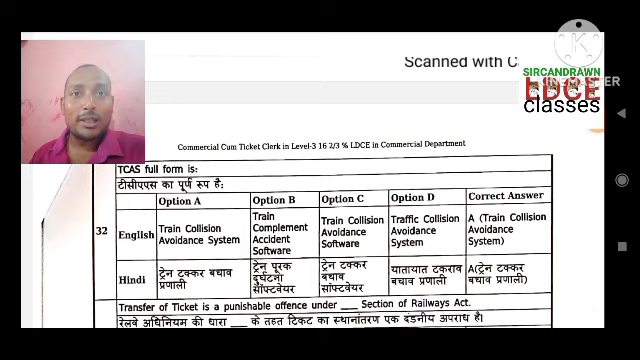 Scanned with C
SIRCANDRAWN
LDCE
classes
Commercial Cum Ticket Clerk in Level-3 16 2/3 % LDCE in Commercial Department
TCAS full form is:
टीसीएएस का पूर्ण रूप है:
Option A Option B Option C Option D Correct Answer
32
English
Train Collision
Avoidance System
Train
Complement
Accident
Software
Train Collision
Avoidance
Software
Traffic Collision
Avoidance
System
A (Train Collision
Avoidance
System)
Hindi
ट्रेन टक्कर बचाव
प्रणाली
ट्रेन पूरक
दुर्घटना
सॉफ्टवेयर
ट्रेन टक्कर
बचाव
सॉफ्टवेयर
यातायात टकराव
बचाव प्रणाली
A(ट्रेन टक्कर
बचाव प्रणाली)
Transfer of Ticket is a punishable offence under ___ Section of Railways Act.
रेलवे अधिनियम की धारा ___ के तहत टिकट का स्थानांतरण एक दंडनीय अपराध है।